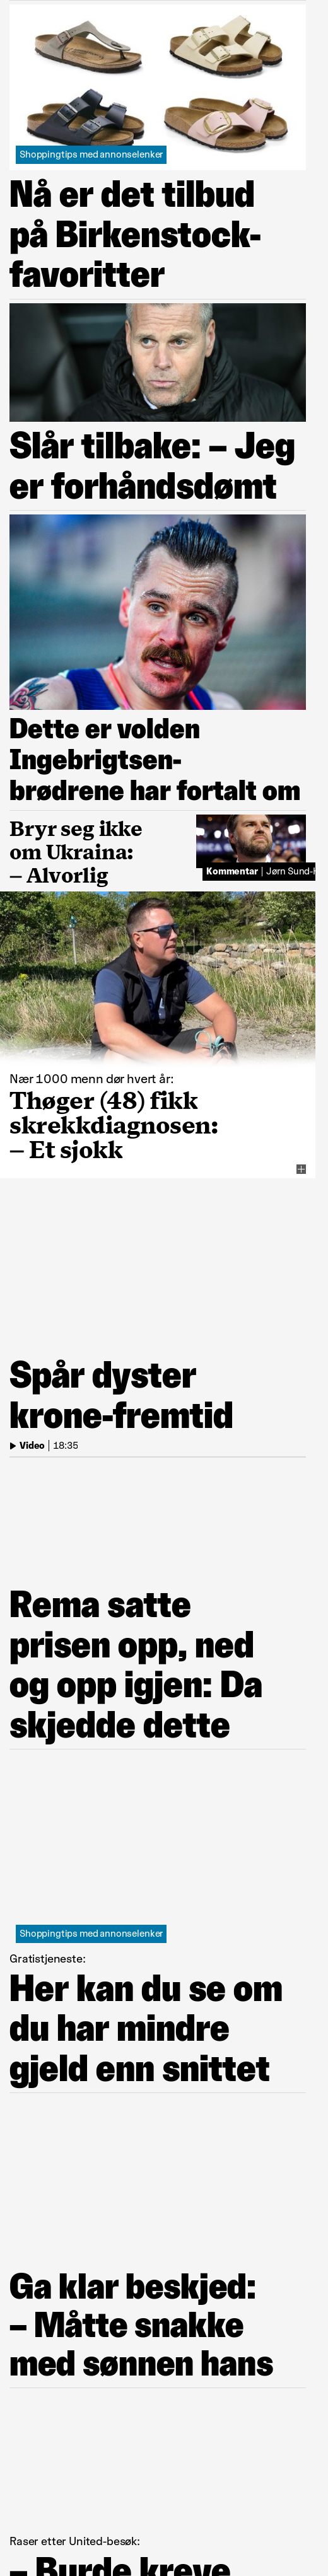 Shoppingtips med annonselenker
Nå er det tilbud
på Birkenstock-
favoritter
Slår tilbake: – Jeg
er forhåndsdømt
Dette er volden
Ingebrigtsen-
brødrene har fortalt om
Bryr seg ikke
om Ukraina:
– Alvorlig
Kommentar | Jørn Sund-H
Nær 1000 menn dør hvert år:
Thøger (48) fikk
skrekkdiagnosen:
– Et sjokk
Spår dyster
krone-fremtid
Video | 18:35
Rema satte
prisen opp, ned
og opp igjen: Da
skjedde dette
Shoppingtips med annonselenker
Gratistjeneste:
Her kan du se om
du har mindre
gjeld enn snittet
Ga klar beskjed:
– Måtte snakke
med sønnen hans
Raser etter United-besøk:
– Burde kreve